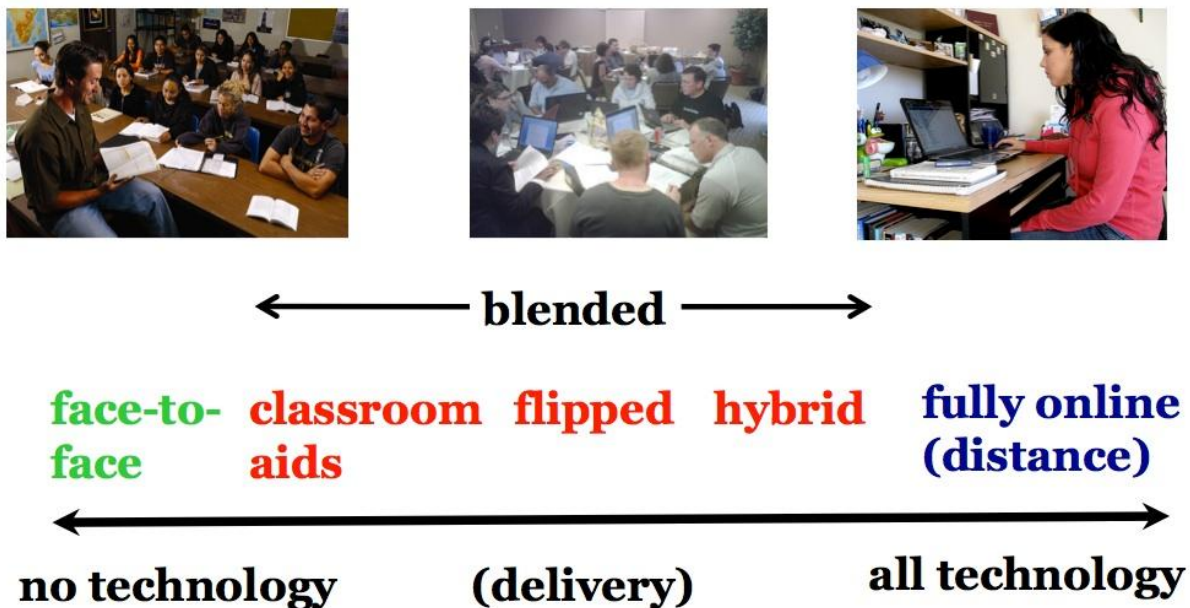 blended
face-to- classroom flipped hybrid fully online
face aids (distance)
no technology (delivery) all technology